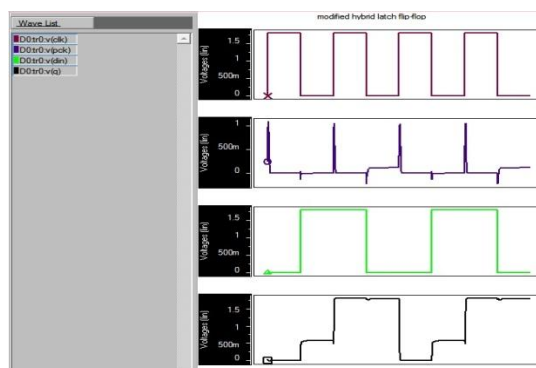 modified hybrid latch flip-flop
Wave List
D0:tr0:v(clk)
D0:tr0:v(pck)
D0:tr0:v(din)
D0:tr0:v(q)
Voltages (lin)
1.5
1
500m
0
Voltages (lin)
1
500m
0
Voltages (lin)
1.5
1
500m
0
Voltages (lin)
1.5
1
500m
0